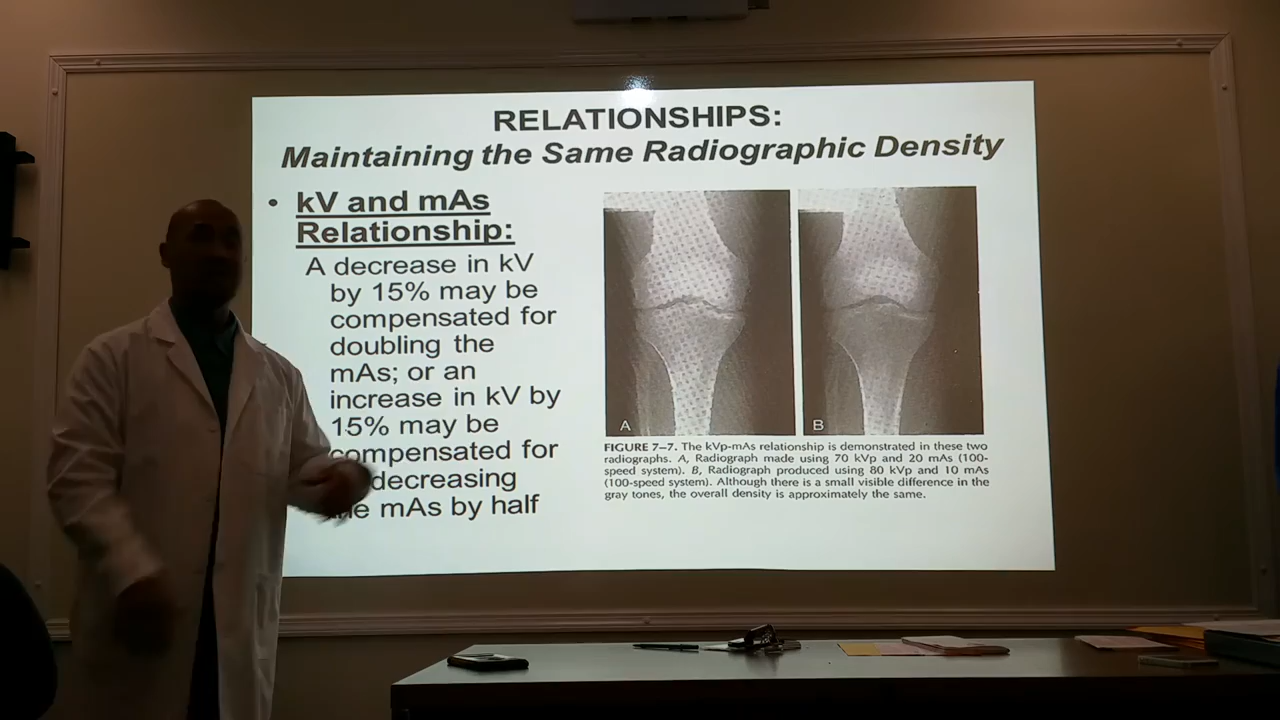 RELATIONSHIPS:
Maintaining the Same Radiographic Density
• kV and mAs
Relationship:
A decrease in kV
by 15% may be
compensated for
doubling the
mAs; or an
increase in kV by
15% may be
compensated for
decreasing
mAs by half
A
B
FIGURE 7–7. The kVp-mAs relationship is demonstrated in these two
radiographs. A, Radiograph made using 70 kVp and 20 mAs (100-
speed system). B, Radiograph produced using 80 kVp and 10 mAs
(100-speed system). Although there is a small visible difference in the
gray tones, the overall density is approximately the same.